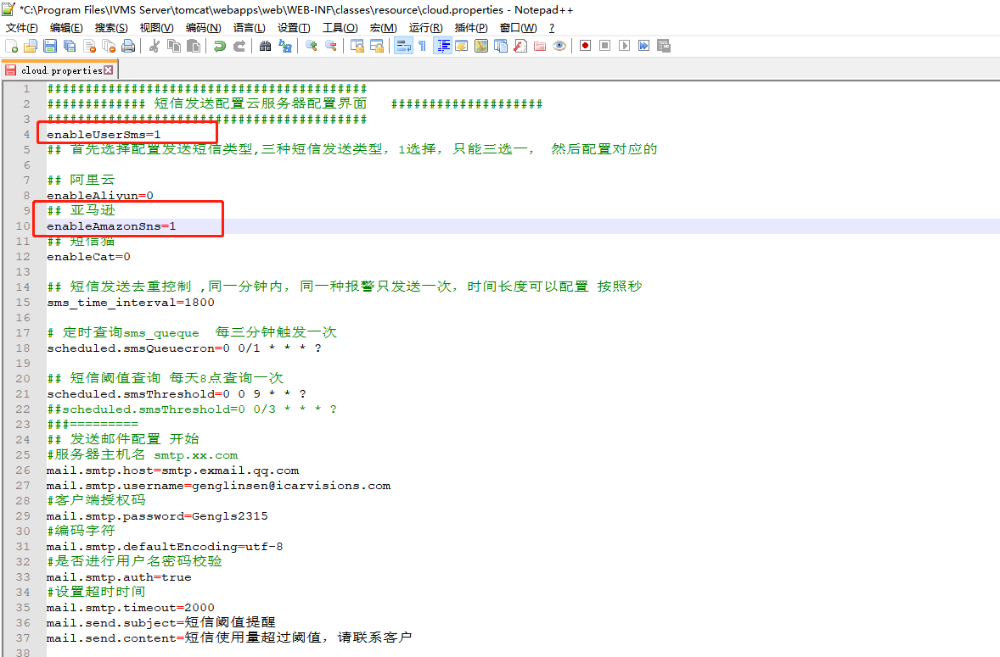 *C:\Program Files\IVMS Server\tomcat\webapps\web\WEB-INF\classes\resource\cloud.properties - Notepad++
文件(F) 编辑(E) 搜索(S) 视图(V) 编码(N) 语言(L) 设置(T) 工具(O) 宏(M) 运行(R) 插件(P) 窗口(W) ?
cloud.properties
1 ##########################################
2 ############# 短信发送配置云服务器配置界面 ####################
3 ##########################################
4 enableUserSms=1
5 ## 首先选择配置发送短信类型,三种短信发送类型，1选择，只能三选一， 然后配置对应的
6
7 ## 阿里云
8 enableAliyun=0
9 ## 亚马逊
10 enableAmazonSns=1
11 ## 短信猫
12 enableCat=0
13
14 ## 短信发送去重控制 ,同一分钟内，同一种报警只发送一次，时间长度可以配置 按照秒
15 sms_time_interval=1800
16
17 # 定时查询sms_queque 每三分钟触发一次
18 scheduled.smsQueuecron=0 0/1 * * * ?
19
20 ## 短信阈值查询 每天8点查询一次
21 scheduled.smsThreshold=0 0 9 * * ?
22 ##scheduled.smsThreshold=0 0/3 * * * ?
23 ###=========
24 ## 发送邮件配置 开始
25 #服务器主机名 smtp.xx.com
26 mail.smtp.host=smtp.exmail.qq.com
27 mail.smtp.username=genglinsen@icarvisions.com
28 #客户端授权码
29 mail.smtp.password=Gengls2315
30 #编码字符
31 mail.smtp.defaultEncoding=utf-8
32 #是否进行用户名密码校验
33 mail.smtp.auth=true
34 #设置超时时间
35 mail.smtp.timeout=2000
36 mail.send.subject=短信阈值提醒
37 mail.send.content=短信使用量超过阈值，请联系客户
38